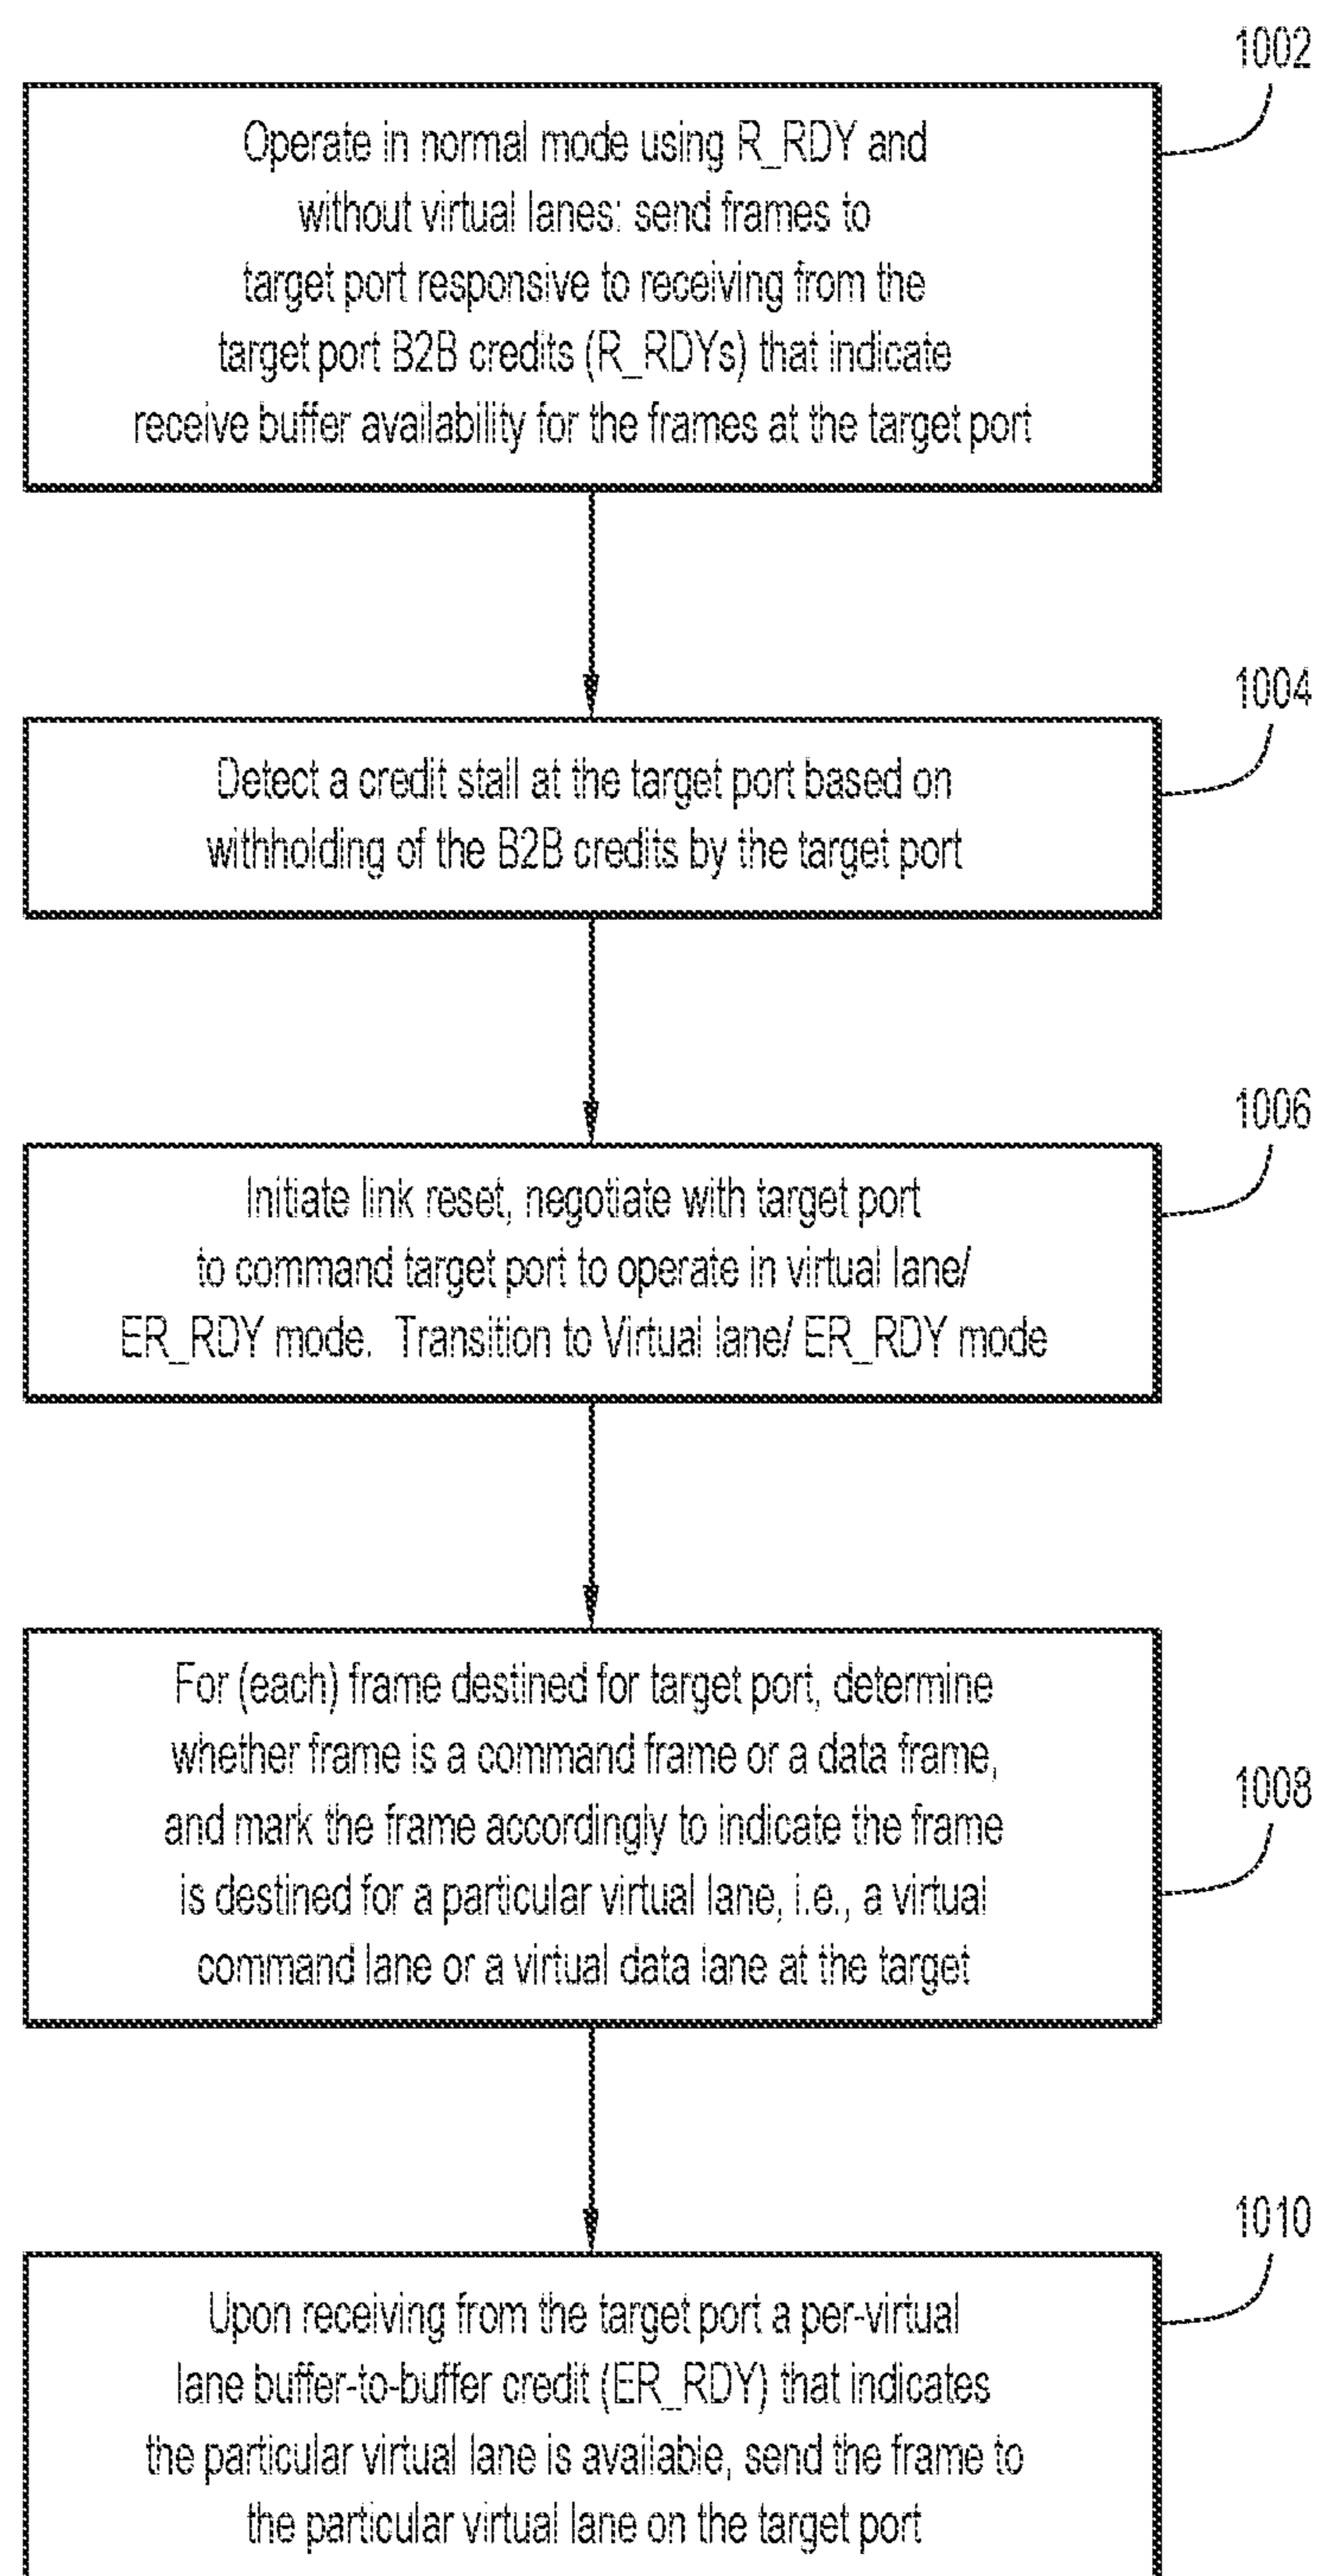 1002
Operate in normal mode using R_RDY and
without virtual lanes: send frames to
target port responsive to receiving from the
target port B2B credits (R_RDYs) that indicate
receive buffer availability for the frames at the target port
1004
Detect a credit stall at the target port based on
withholding of the B2B credits by the target port
1006
Initiate link reset, negotiate with target port
to command target port to operate in virtual lane/
ER_RDY mode.  Transition to Virtual lane/ ER_RDY mode
For (each) frame destined for target port, determine
whether frame is a command frame or a data frame,
and mark the frame accordingly to indicate the frame
is destined for a particular virtual lane, i.e., a virtual
command lane or a virtual data lane at the target
1008
1010
Upon receiving from the target port a per-virtual
lane buffer-to-buffer credit (ER_RDY) that indicates
the particular virtual lane is available, send the frame to
the particular virtual lane on the target port